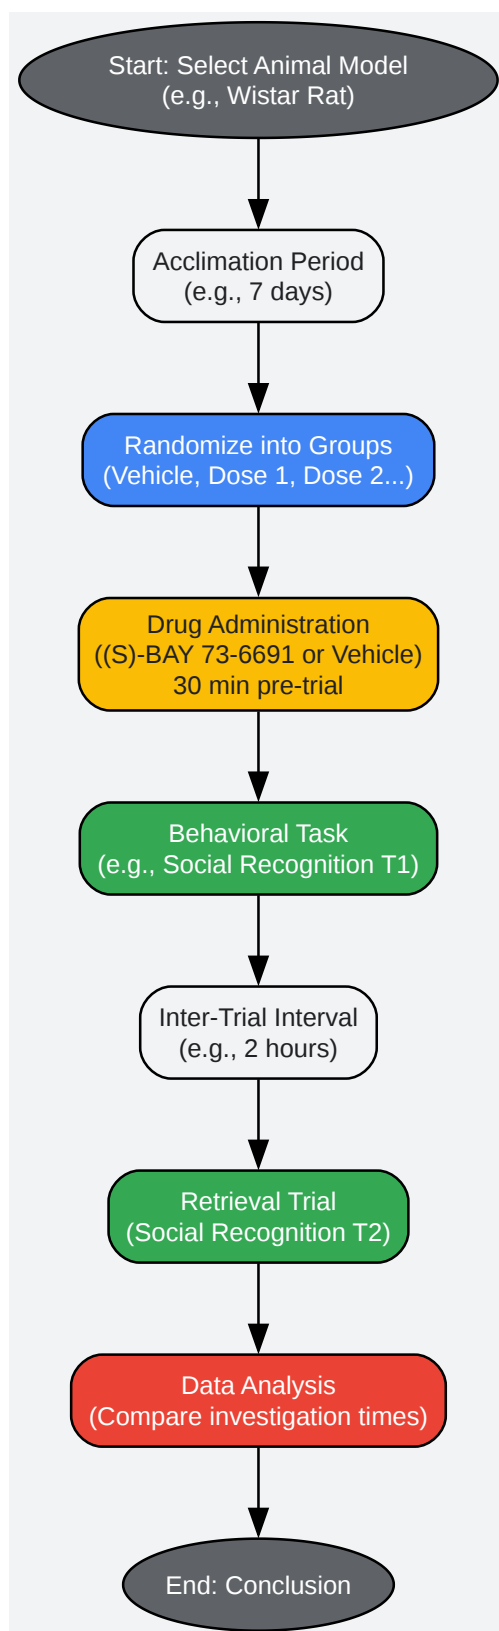 Start: Select Animal Model
(e.g., Wistar Rat)
Acclimation Period
(e.g., 7 days)
Randomize into Groups
(Vehicle, Dose 1, Dose 2...)
Drug Administration
((S)-BAY 73-6691 or Vehicle)
30 min pre-trial
Behavioral Task
(e.g., Social Recognition T1)
Inter-Trial Interval
(e.g., 2 hours)
Retrieval Trial
(Social Recognition T2)
Data Analysis
(Compare investigation times)
End: Conclusion